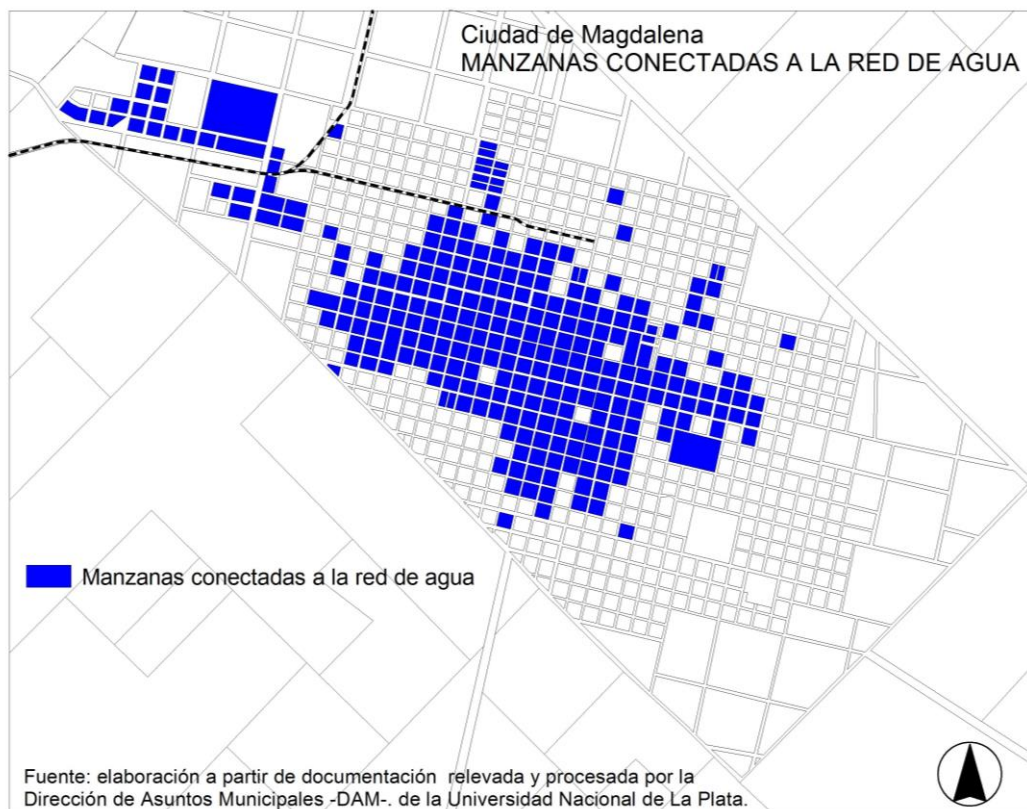 Ciudad de Magdalena
MANZANAS CONECTADAS A LA RED DE AGUA
Manzanas conectadas a la red de agua
Fuente: elaboración a partir de documentación relevada y procesada por la
Dirección de Asuntos Municipales -DAM-. de la Universidad Nacional de La Plata.